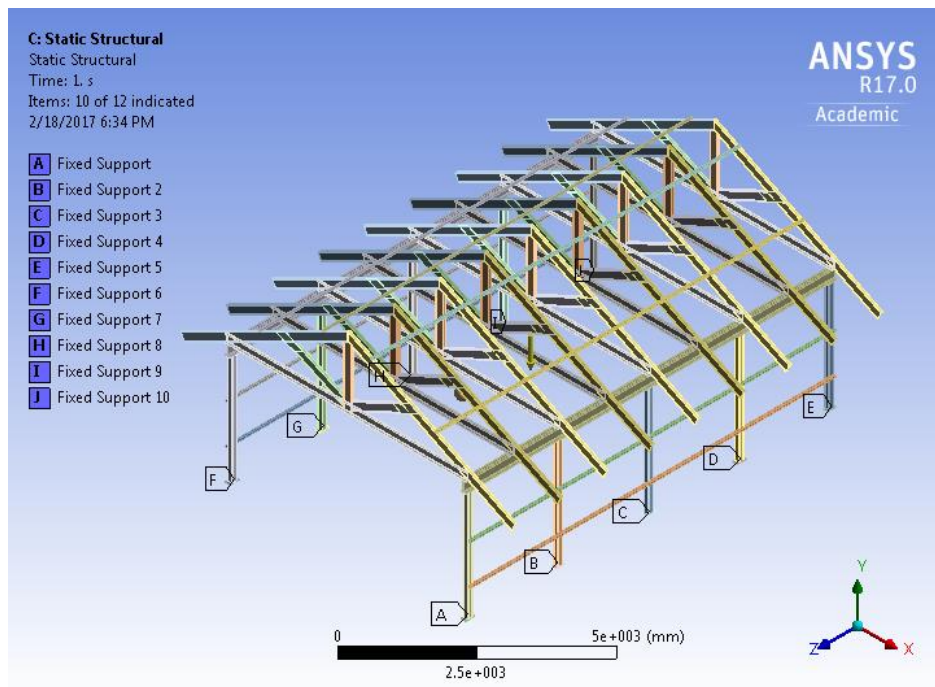 C: Static Structural
Static Structural
Time: 1. s
Items: 10 of 12 indicated
2/18/2017 6:34 PM
A Fixed Support
B Fixed Support 2
C Fixed Support 3
D Fixed Support 4
E Fixed Support 5
F Fixed Support 6
G Fixed Support 7
H Fixed Support 8
I Fixed Support 9
J Fixed Support 10
ANSYS
R17.0
Academic
I
H
G
F
E
D
C
B
A
0 5e+003 (mm)
2.5e+003
Y
Z X